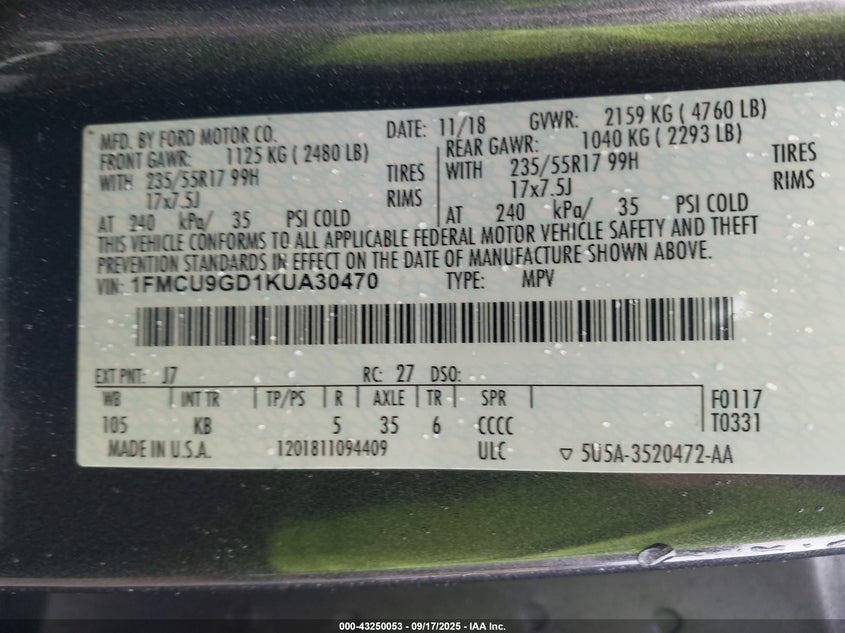 MFD. BY FORD MOTOR CO. DATE: 11/18 GVWR: 2159 KG ( 4760 LB)
FRONT GAWR: 1125 KG ( 2480 LB) REAR GAWR: 1040 KG ( 2293 LB)
WITH 235/55R17 99H TIRES WITH 235/55R17 99H TIRES
17x7.5J RIMS 17x7.5J RIMS
AT 240 kPa/ 35 PSI COLD AT 240 kPa/ 35 PSI COLD
THIS VEHICLE CONFORMS TO ALL APPLICABLE FEDERAL MOTOR VEHICLE SAFETY AND THEFT
PREVENTION STANDARDS IN EFFECT ON THE DATE OF MANUFACTURE SHOWN ABOVE.
VIN: 1FMCU9GD1KUA30470 TYPE: MPV
EXT PNT: J7 RC: 27 DSO:
WB INT TR TP/PS R AXLE TR SPR F0117
105 KB 5 35 6 CCCC T0331
MADE IN U.S.A. 1201811094409 ULC ▽ 5U5A-3520472-AA
000-43250053 - 09/17/2025 - IAA Inc.